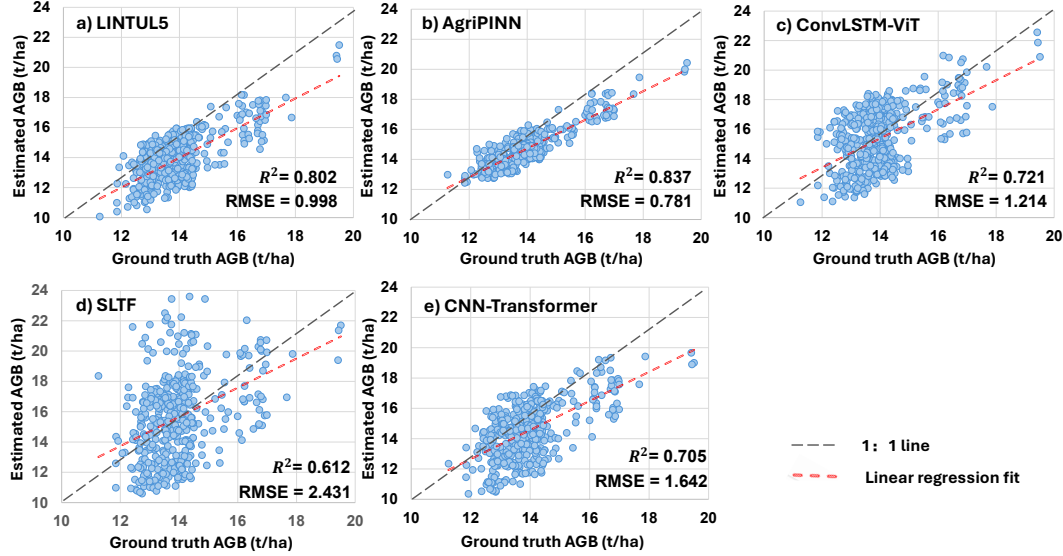 a) LINTUL5
Estimated AGB (t/ha)
24
22
20
18
16
14
12
10
R²= 0.802
RMSE = 0.998
10 12 14 16 18 20
Ground truth AGB (t/ha)
b) AgriPINN
Estimated AGB (t/ha)
24
22
20
18
16
14
12
10
R²= 0.837
RMSE = 0.781
10 12 14 16 18 20
Ground truth AGB (t/ha)
c) ConvLSTM-ViT
Estimated AGB (t/ha)
24
22
20
18
16
14
12
10
R²= 0.721
RMSE = 1.214
10 12 14 16 18 20
Ground truth AGB (t/ha)
d) SLTF
Estimated AGB (t/ha)
24
22
20
18
16
14
12
10
R²= 0.612
RMSE = 2.431
10 12 14 16 18 20
Ground truth AGB (t/ha)
e) CNN-Transformer
Estimated AGB (t/ha)
24
22
20
18
16
14
12
10
R²= 0.705
RMSE = 1.642
10 12 14 16 18 20
Ground truth AGB (t/ha)
1： 1 line
Linear regression fit